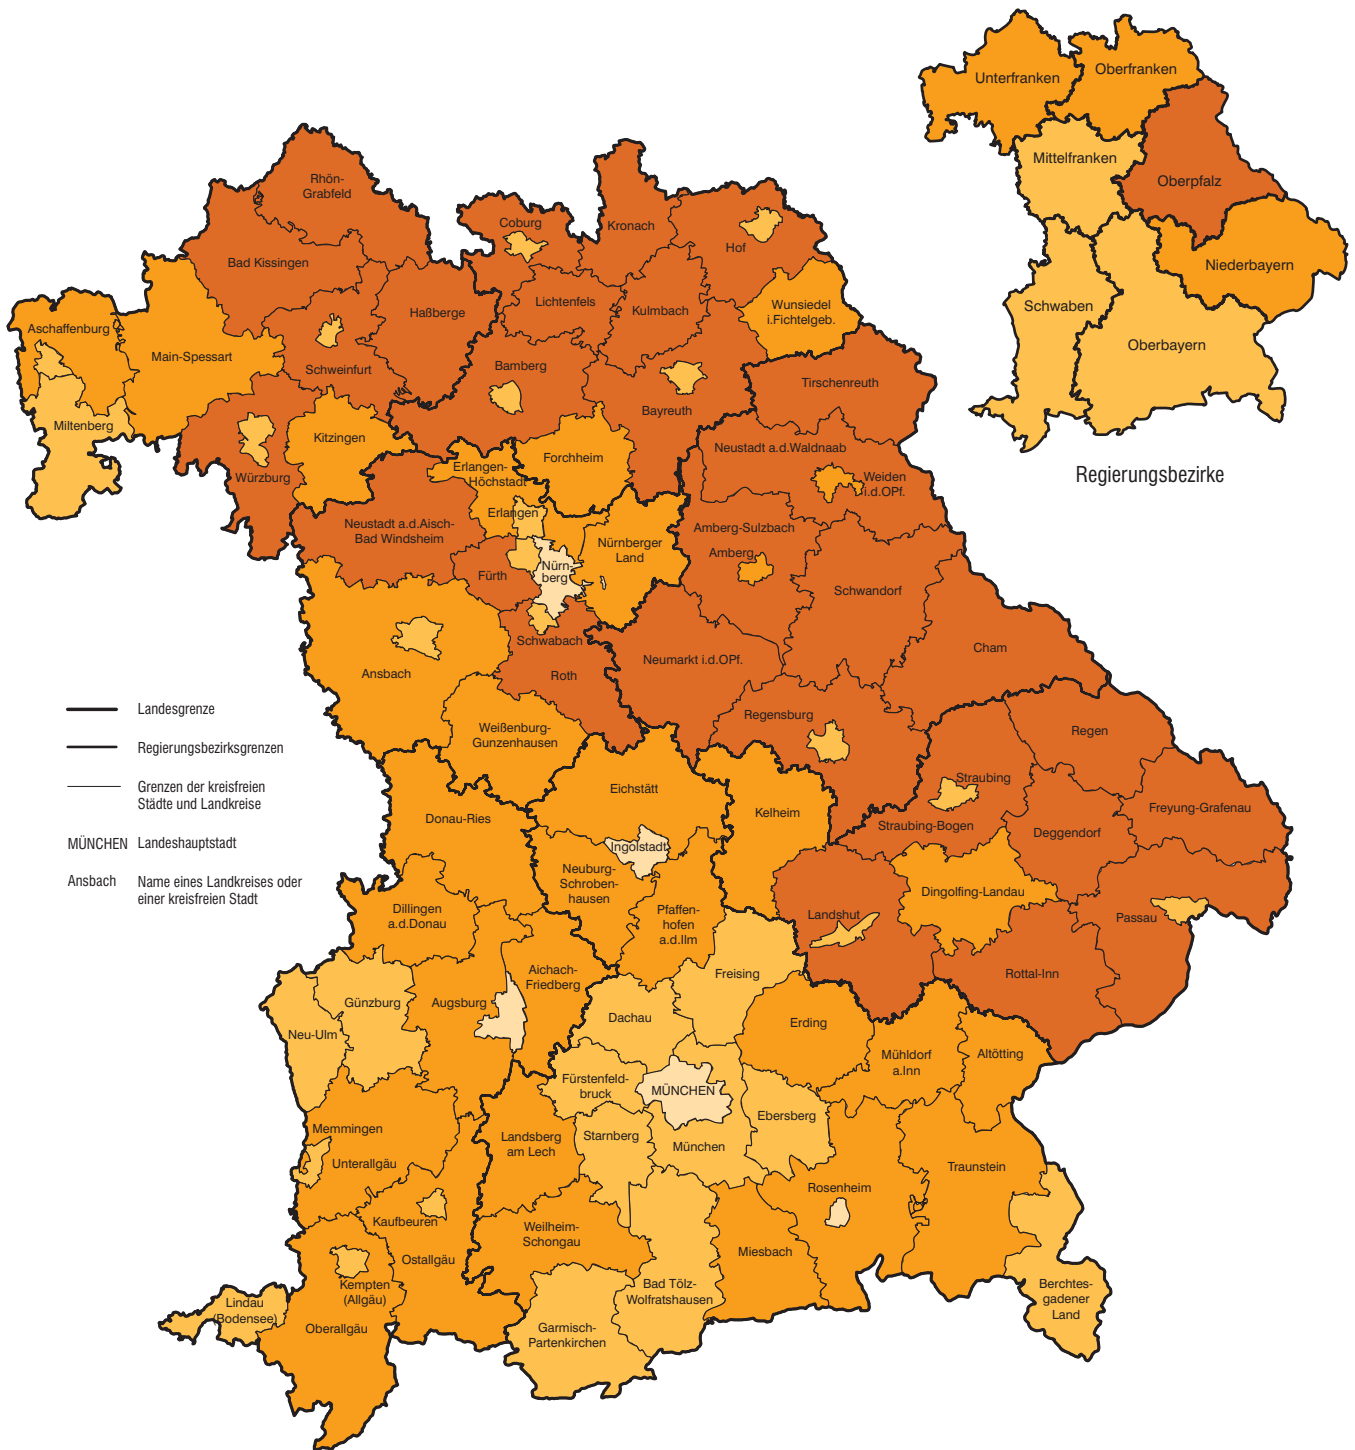 Unterfranken
Oberfranken
Mittelfranken
Oberpfalz
Niederbayern
Schwaben
Oberbayern
Regierungsbezirke
Rhön-
Grabfeld
Coburg
Kronach
Hof
Bad Kissingen
Lichtenfels
Kulmbach
Haßberge
Wunsiedel
i.Fichtelgeb.
Aschaffenburg
Main-Spessart
Schweinfurt
Bamberg
Bayreuth
Tirschenreuth
Miltenberg
Kitzingen
Würzburg
Forchheim
Neustadt a.d.Waldnaab
Weiden
i.d.OPf.
Erlangen-
Höchstadt
Erlangen
Neustadt a.d.Aisch-
Bad Windsheim
Nürnberger
Land
Amberg-Sulzbach
Amberg
Fürth
Nürn-
berg
Schwandorf
Schwabach
Roth
Neumarkt i.d.OPf.
Cham
Ansbach
Regensburg
Regen
Weißenburg-
Gunzenhausen
Landesgrenze
Regierungsbezirksgrenzen
Grenzen der kreisfreien
Städte und Landkreise
MÜNCHEN Landeshauptstadt
Ansbach Name eines Landkreises oder
einer kreisfreien Stadt
Eichstätt
Straubing
Freyung-Grafenau
Donau-Ries
Kelheim
Straubing-Bogen
Deggendorf
Ingolstadt
Neuburg-
Schroben-
hausen
Dingolfing-Landau
Dillingen
a.d.Donau
Pfaffen-
hofen
a.d.Ilm
Landshut
Passau
Aichach-
Friedberg
Freising
Rottal-Inn
Günzburg
Augsburg
Dachau
Erding
Neu-Ulm
Mühldorf
a.Inn
Altötting
Fürstenfeld-
bruck
MÜNCHEN
Ebersberg
Memmingen
Landsberg
am Lech
Starnberg
München
Unterallgäu
Traunstein
Rosenheim
Kaufbeuren
Weilheim-
Schongau
Miesbach
Ostallgäu
Kempten
(Allgäu)
Bad Tölz-
Wolfratshausen
Berchtes-
gadener
Land
Lindau
(Bodensee)
Oberallgäu
Garmisch-
Partenkirchen